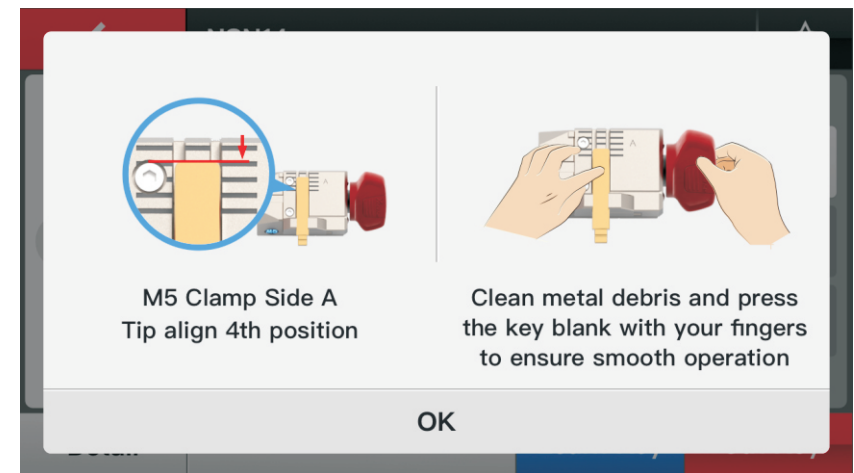 M5 Clamp Side A
Tip align 4th position
Clean metal debris and press
the key blank with your fingers
to ensure smooth operation
OK